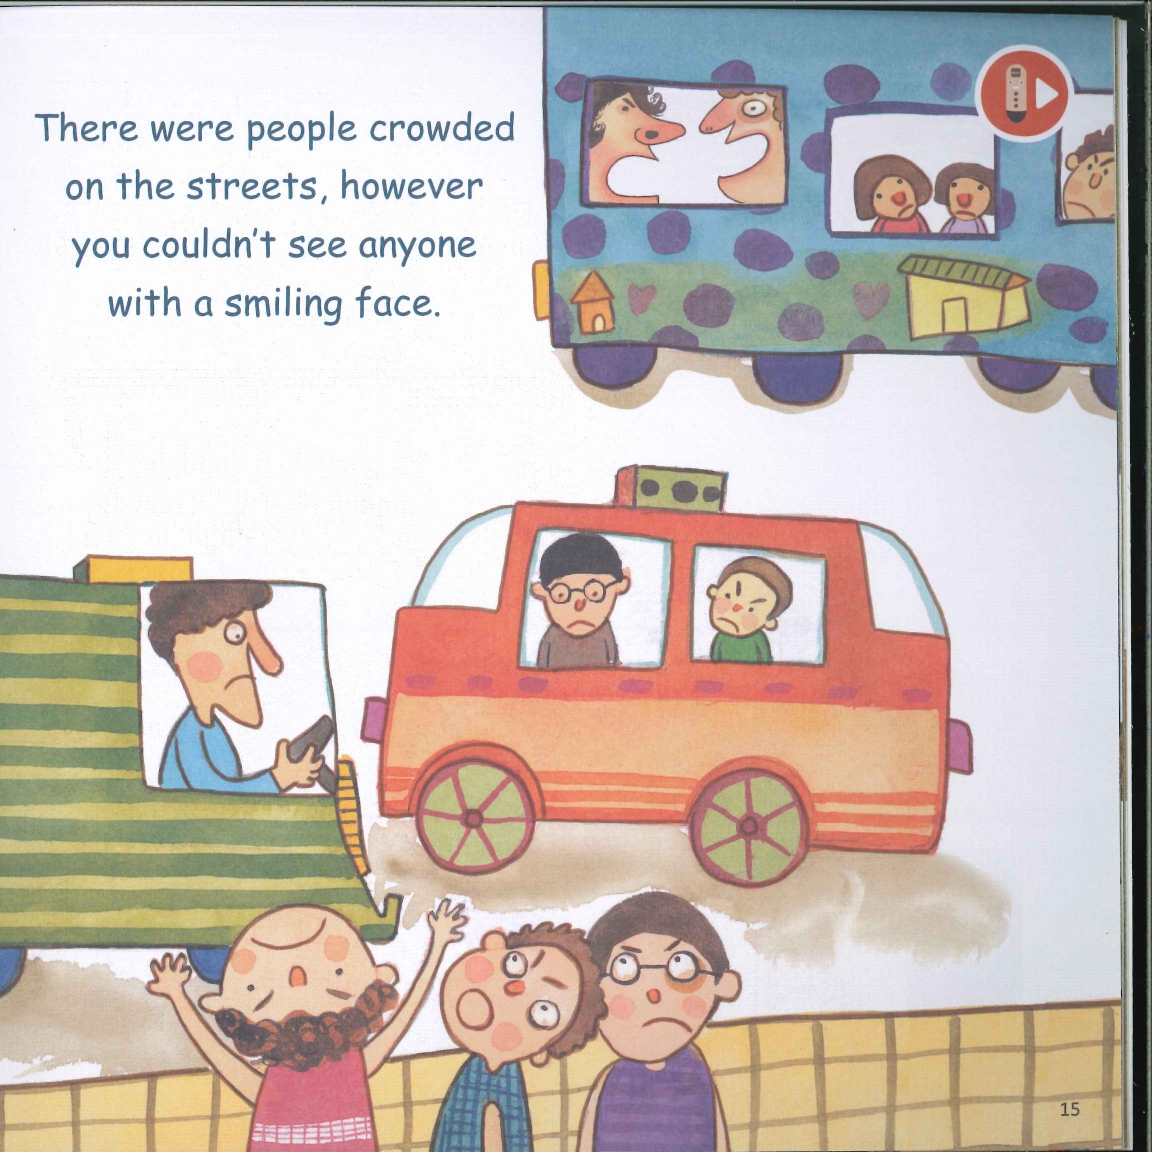 There were people crowded
on the streets, however
you couldn't see anyone
with a smiling face.
15